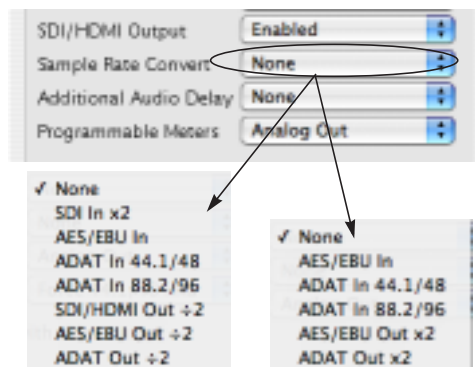 SDI/HDMI Output Enabled
Sample Rate Convert None
Additional Audio Delay None
Programmable Meters Analog Out
✓ None
SDI In x2
AES/EBU In
ADAT In 44.1/48
ADAT In 88.2/96
SDI/HDMI Out ÷2
AES/EBU Out ÷2
ADAT Out ÷2
✓ None
AES/EBU In
ADAT In 44.1/48
ADAT In 88.2/96
AES/EBU Out x2
ADAT Out x2